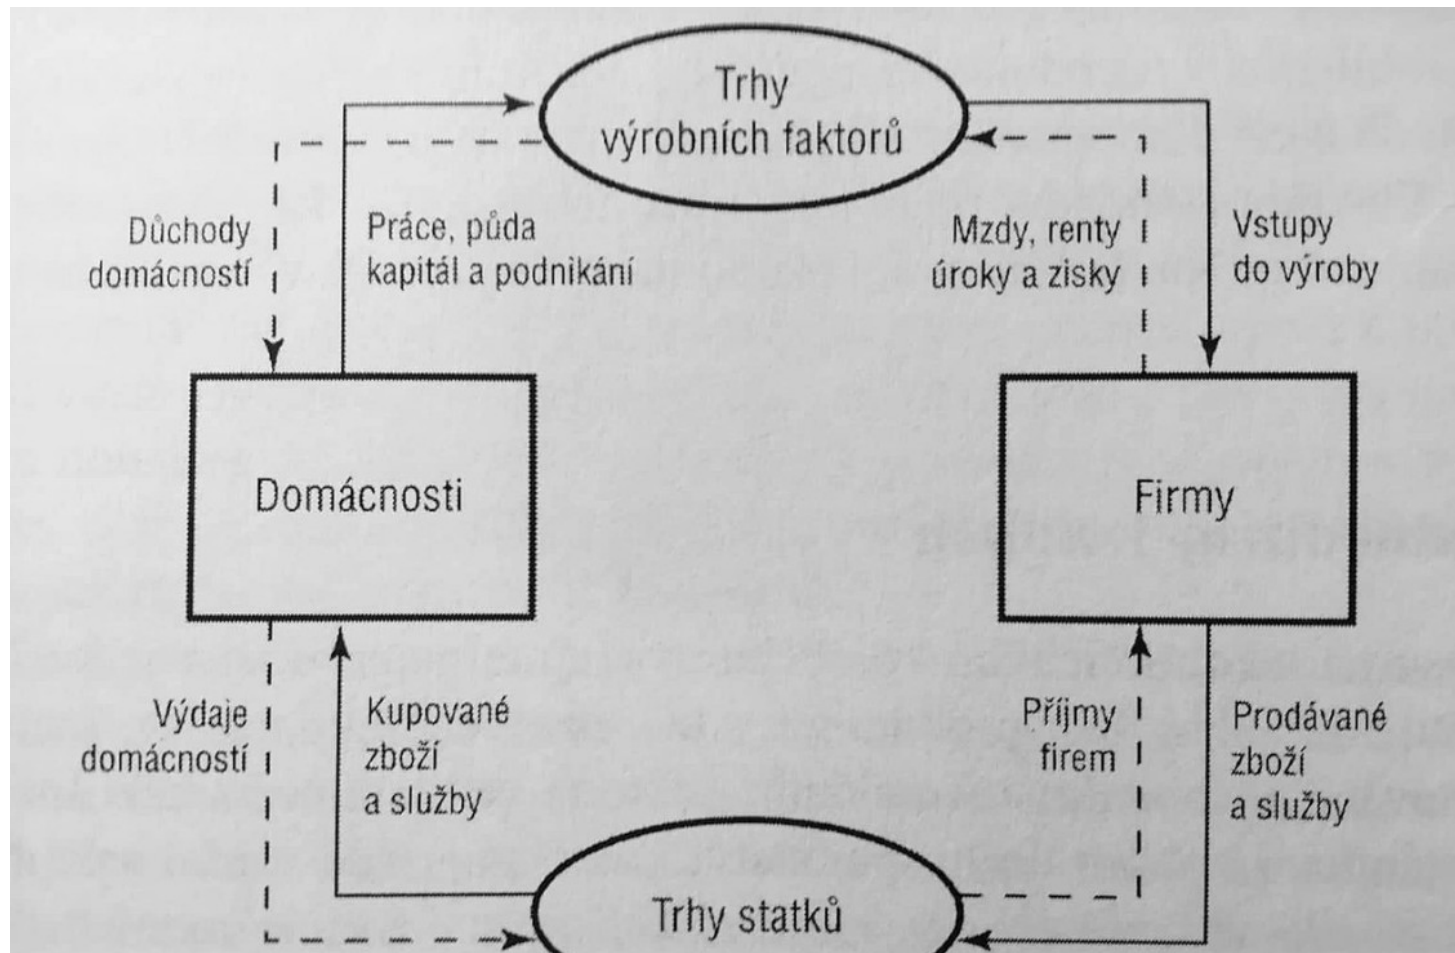 Trhy
výrobních faktorů
Důchody
domácností
Práce, půda
kapitál a podnikání
Mzdy, renty
úroky a zisky
Vstupy
do výroby
Domácnosti
Firmy
Výdaje
domácností
Kupované
zboží
a služby
Příjmy
firem
Prodávané
zboží
a služby
Trhy statků